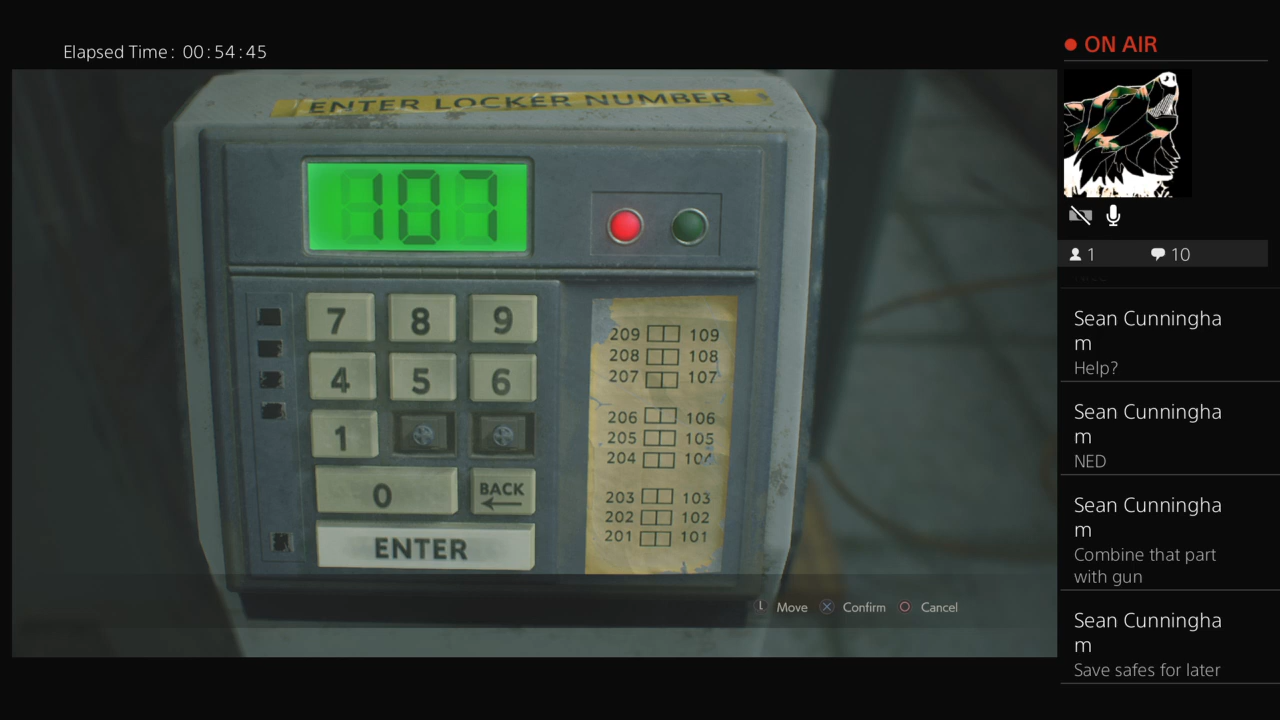 Elapsed Time: 00:54:45
ON AIR
ENTER LOCKER NUMBER
107
7 8 9
4 5 6
1
0 BACK
ENTER
209 109
208 108
207 107
206 106
205 105
204 104
203 103
202 102
201 101
L Move Confirm Cancel
1 10
Sean Cunningha
m
Help?
Sean Cunningha
m
NED
Sean Cunningha
m
Combine that part
with gun
Sean Cunningha
m
Save safes for later